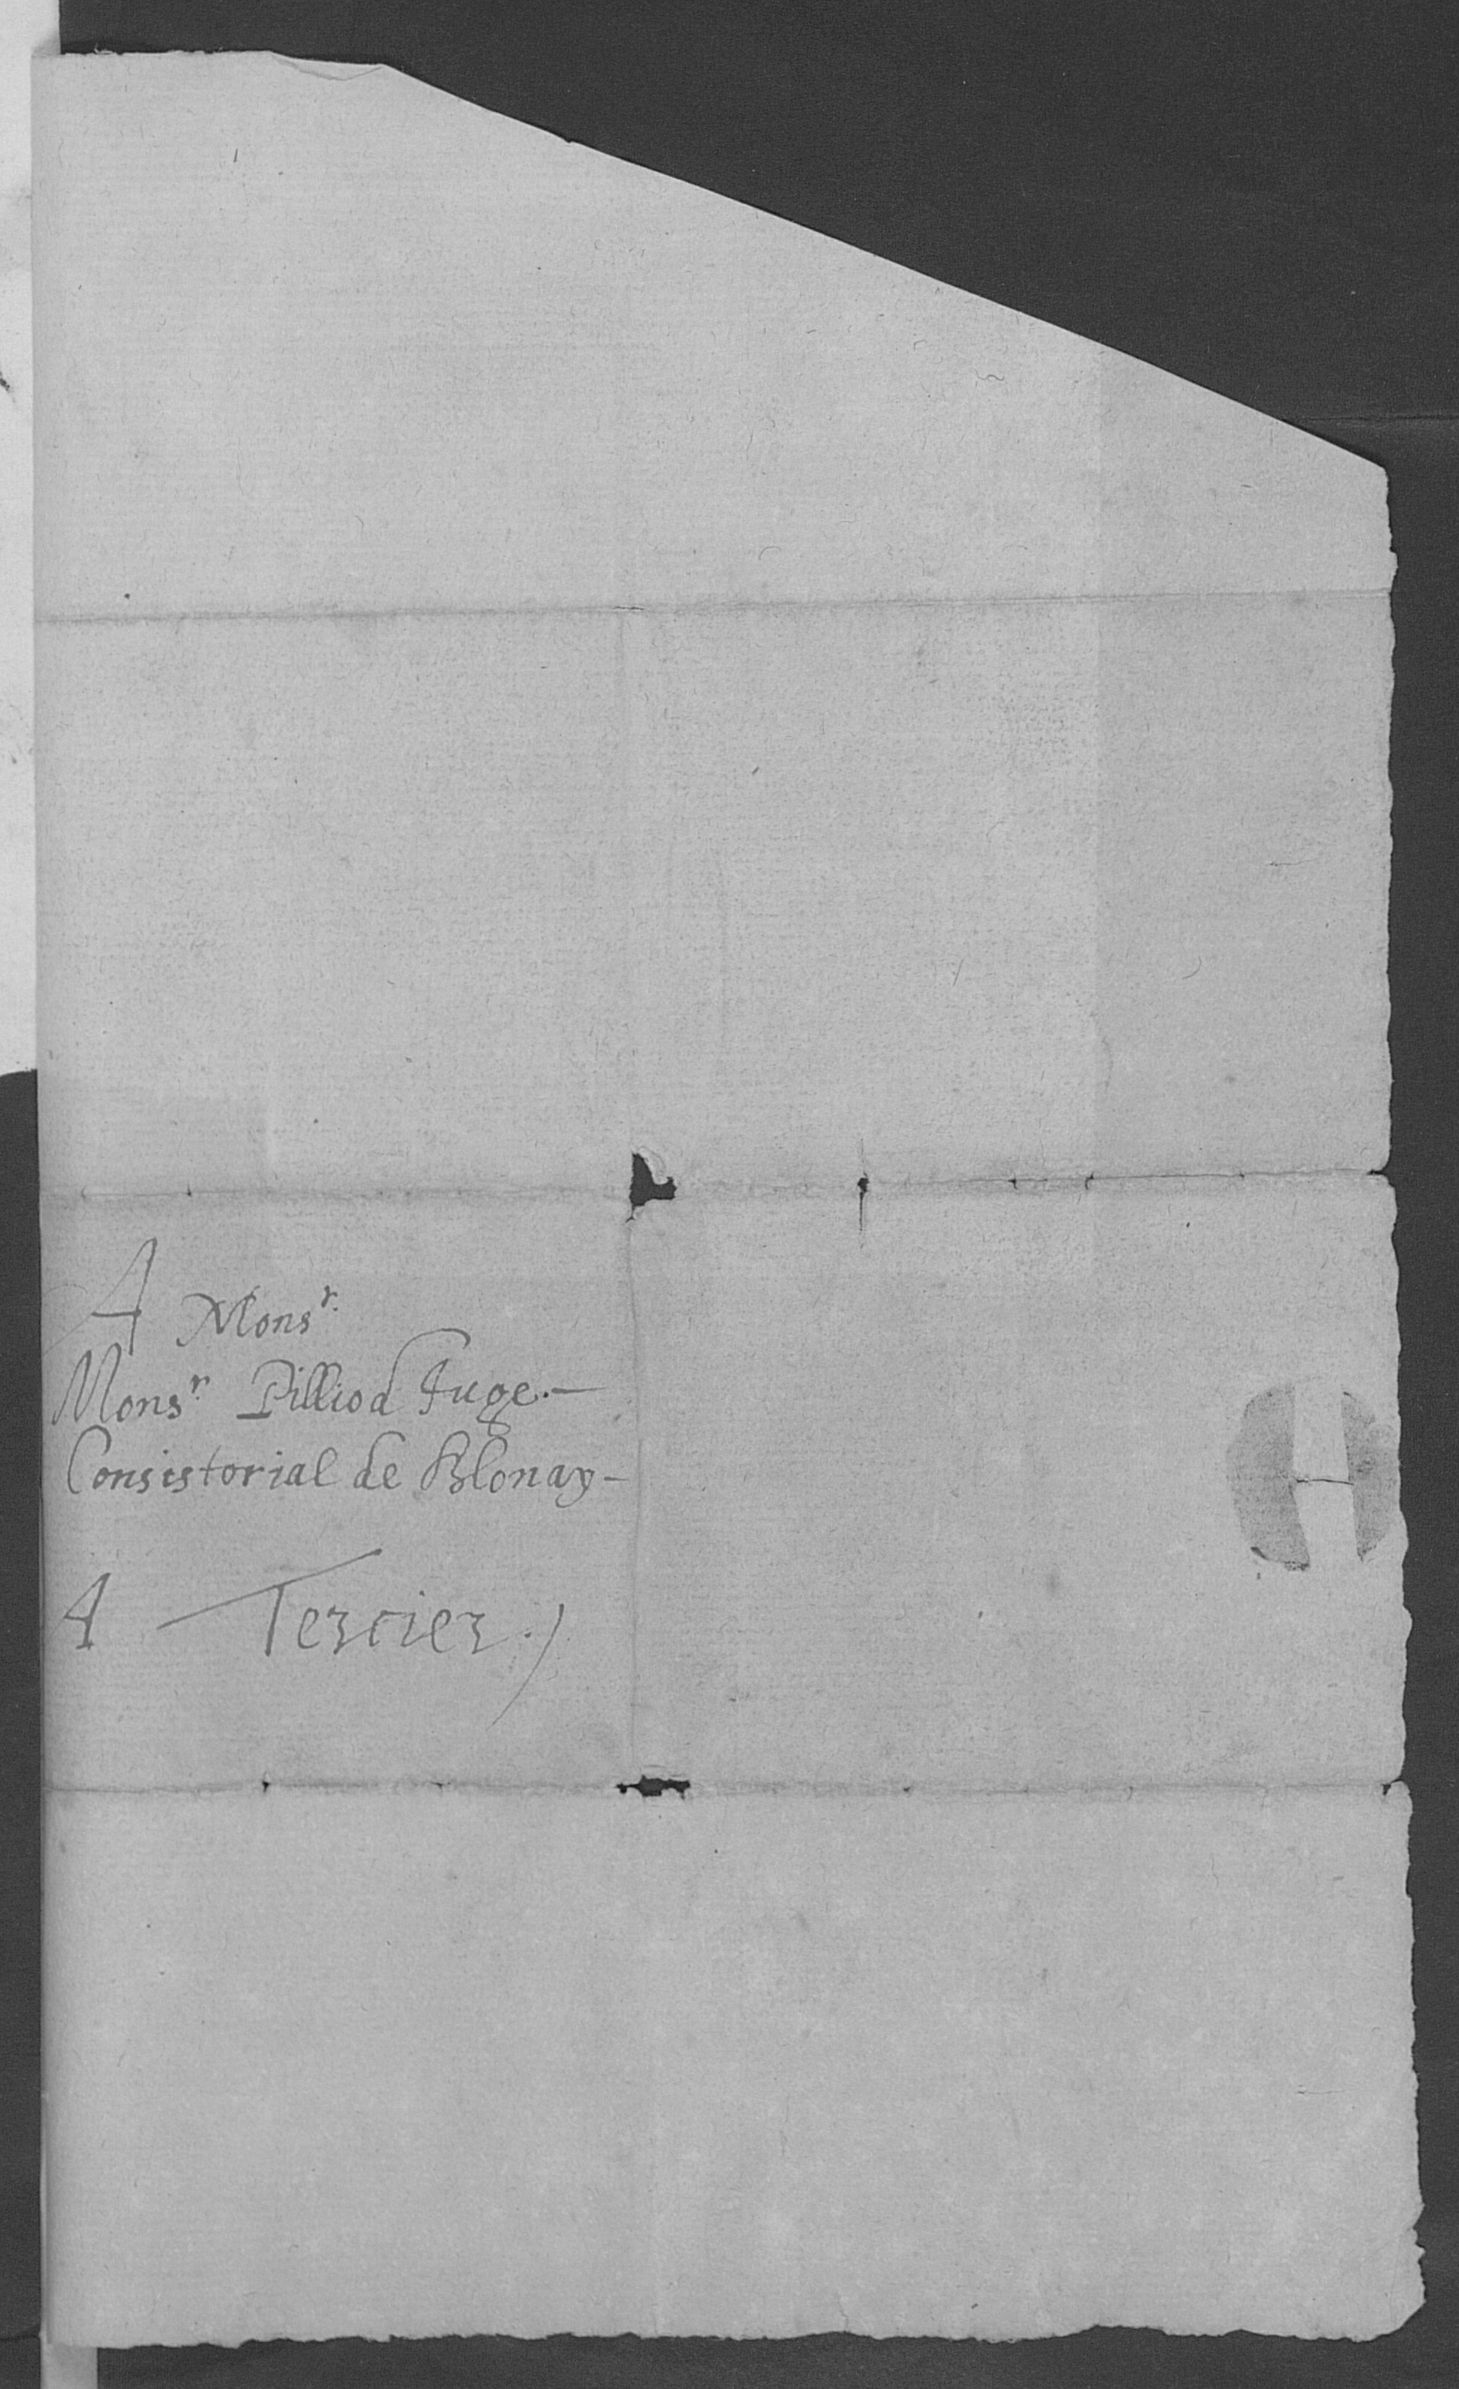 A Monsr.
Monsr. Pilliod Juge.-
Consistorial de Blonay-
A Tercier./